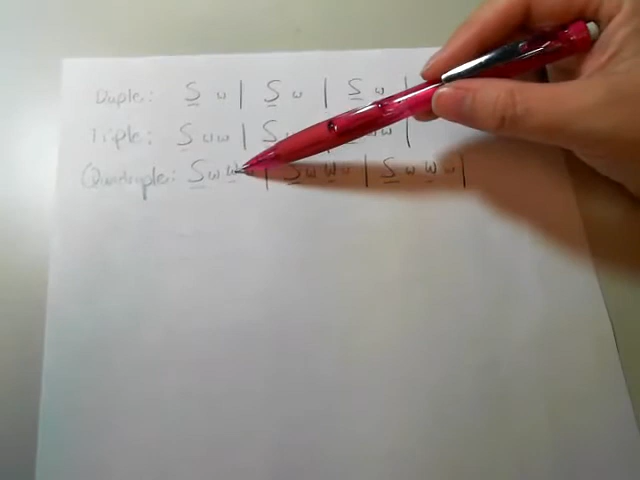 Duple: S w | S w | S w |
Triple: S w w | S w
Quadruple: S w w | S w w w | S w w w |